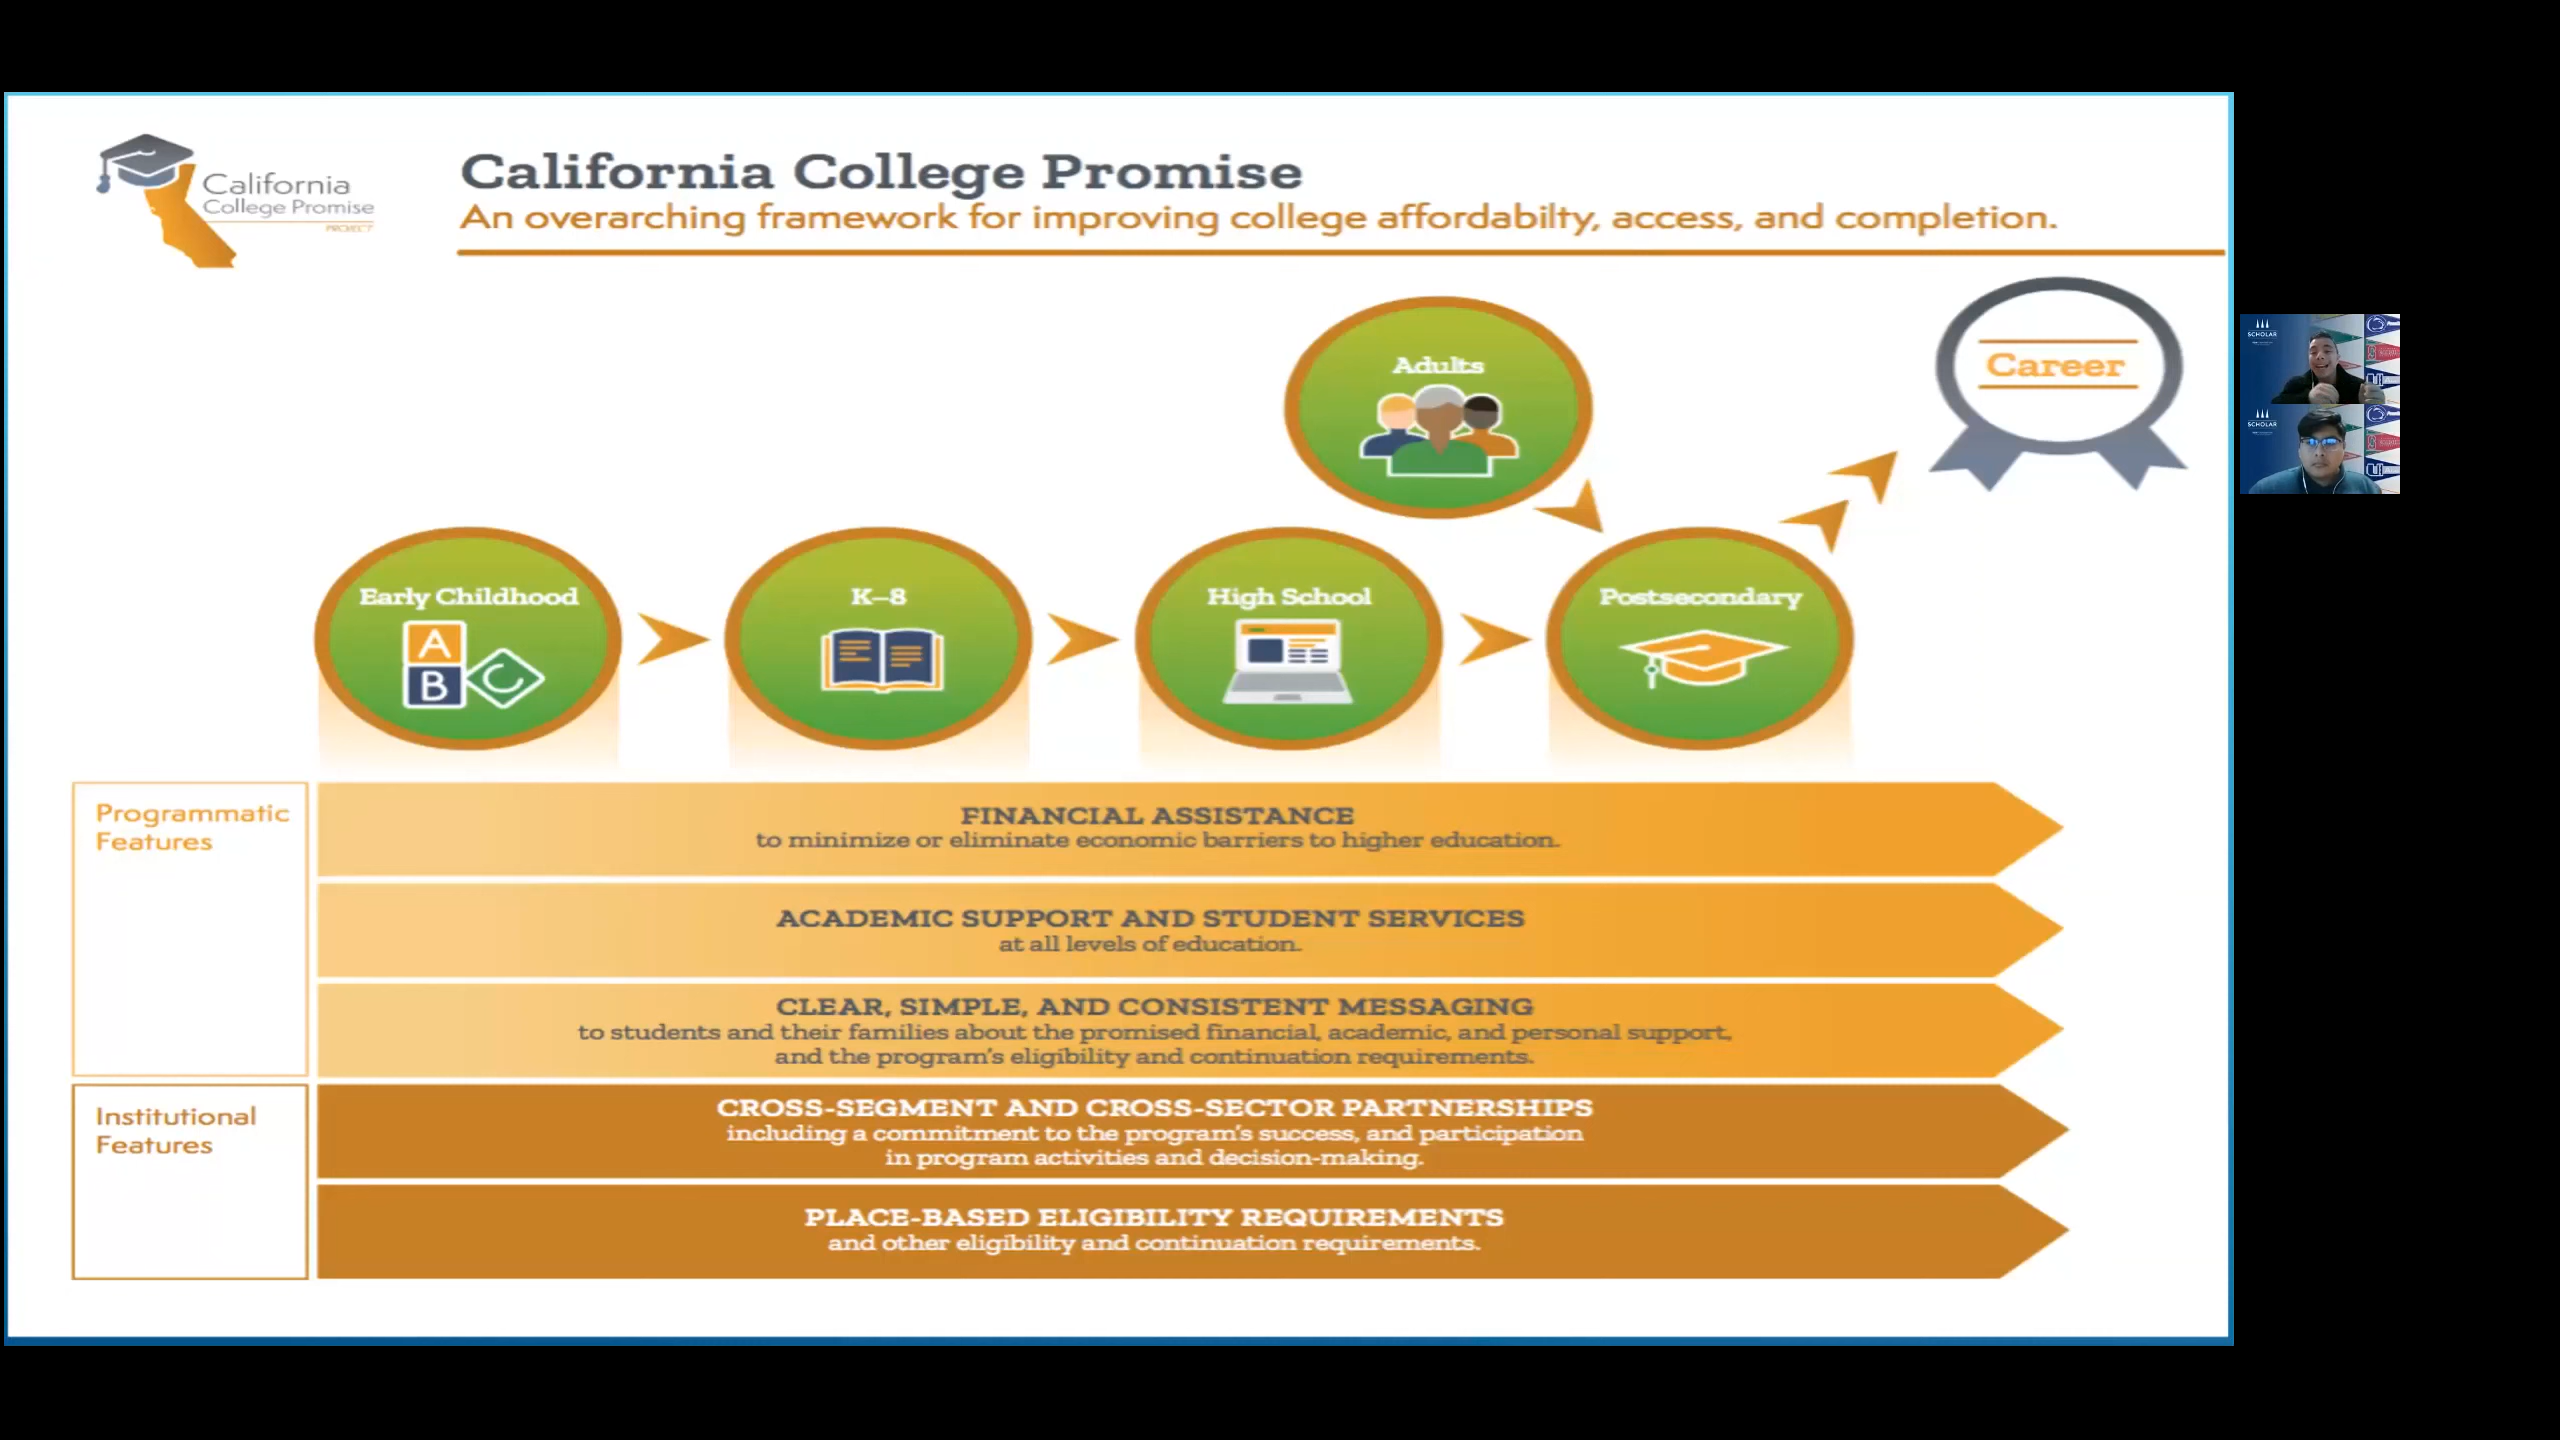 California
College Promise
PROJECT
California College Promise
An overarching framework for improving college affordabilty, access, and completion.
Adults
Career
Early Childhood
A
B
C
K–8
High School
Postsecondary
Programmatic
Features
FINANCIAL ASSISTANCE
to minimize or eliminate economic barriers to higher education.
ACADEMIC SUPPORT AND STUDENT SERVICES
at all levels of education.
CLEAR, SIMPLE, AND CONSISTENT MESSAGING
to students and their families about the promised financial, academic, and personal support,
and the program's eligibility and continuation requirements.
Institutional
Features
CROSS-SEGMENT AND CROSS-SECTOR PARTNERSHIPS
including a commitment to the program's success, and participation
in program activities and decision-making.
PLACE-BASED ELIGIBILITY REQUIREMENTS
and other eligibility and continuation requirements.
SCHOLAR
SCHOLAR